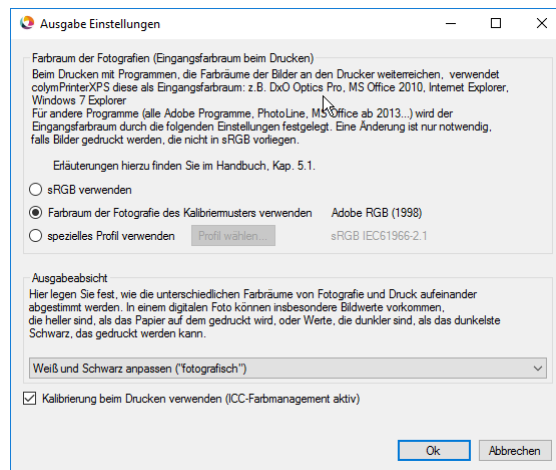 Ausgabe Einstellungen
Farbraum der Fotografien (Eingangsfarbraum beim Drucken)
Beim Drucken mit Programmen, die Farbräume der Bilder an den Drucker weiterreichen, verwendet
colymPrinterXPS diese als Eingangsfarbraum: z.B. DxO Optics Pro, MS Office 2010, Internet Explorer,
Windows 7 Explorer
Für andere Programme (alle Adobe Programme, PhotoLine, MS Office ab 2013...) wird der
Eingangsfarbraum durch die folgenden Einstellungen festgelegt. Eine Änderung ist nur notwendig,
falls Bilder gedruckt werden, die nicht in sRGB vorliegen.
Erläuterungen hierzu finden Sie im Handbuch, Kap. 5.1.
sRGB verwenden
Farbraum der Fotografie des Kalibriermusters verwenden Adobe RGB (1998)
spezielles Profil verwenden Profil wählen... sRGB IEC61966-2.1
Ausgabeabsicht
Hier legen Sie fest, wie die unterschiedlichen Farbräume von Fotografie und Druck aufeinander
abgestimmt werden. In einem digitalen Foto können insbesondere Bildwerte vorkommen,
die heller sind, als das Papier auf dem gedruckt wird, oder Werte, die dunkler sind, als das dunkelste
Schwarz, das gedruckt werden kann.
Weiß und Schwarz anpassen ("fotografisch")
Kalibrierung beim Drucken verwenden (ICC-Farbmanagement aktiv)
Ok Abbrechen